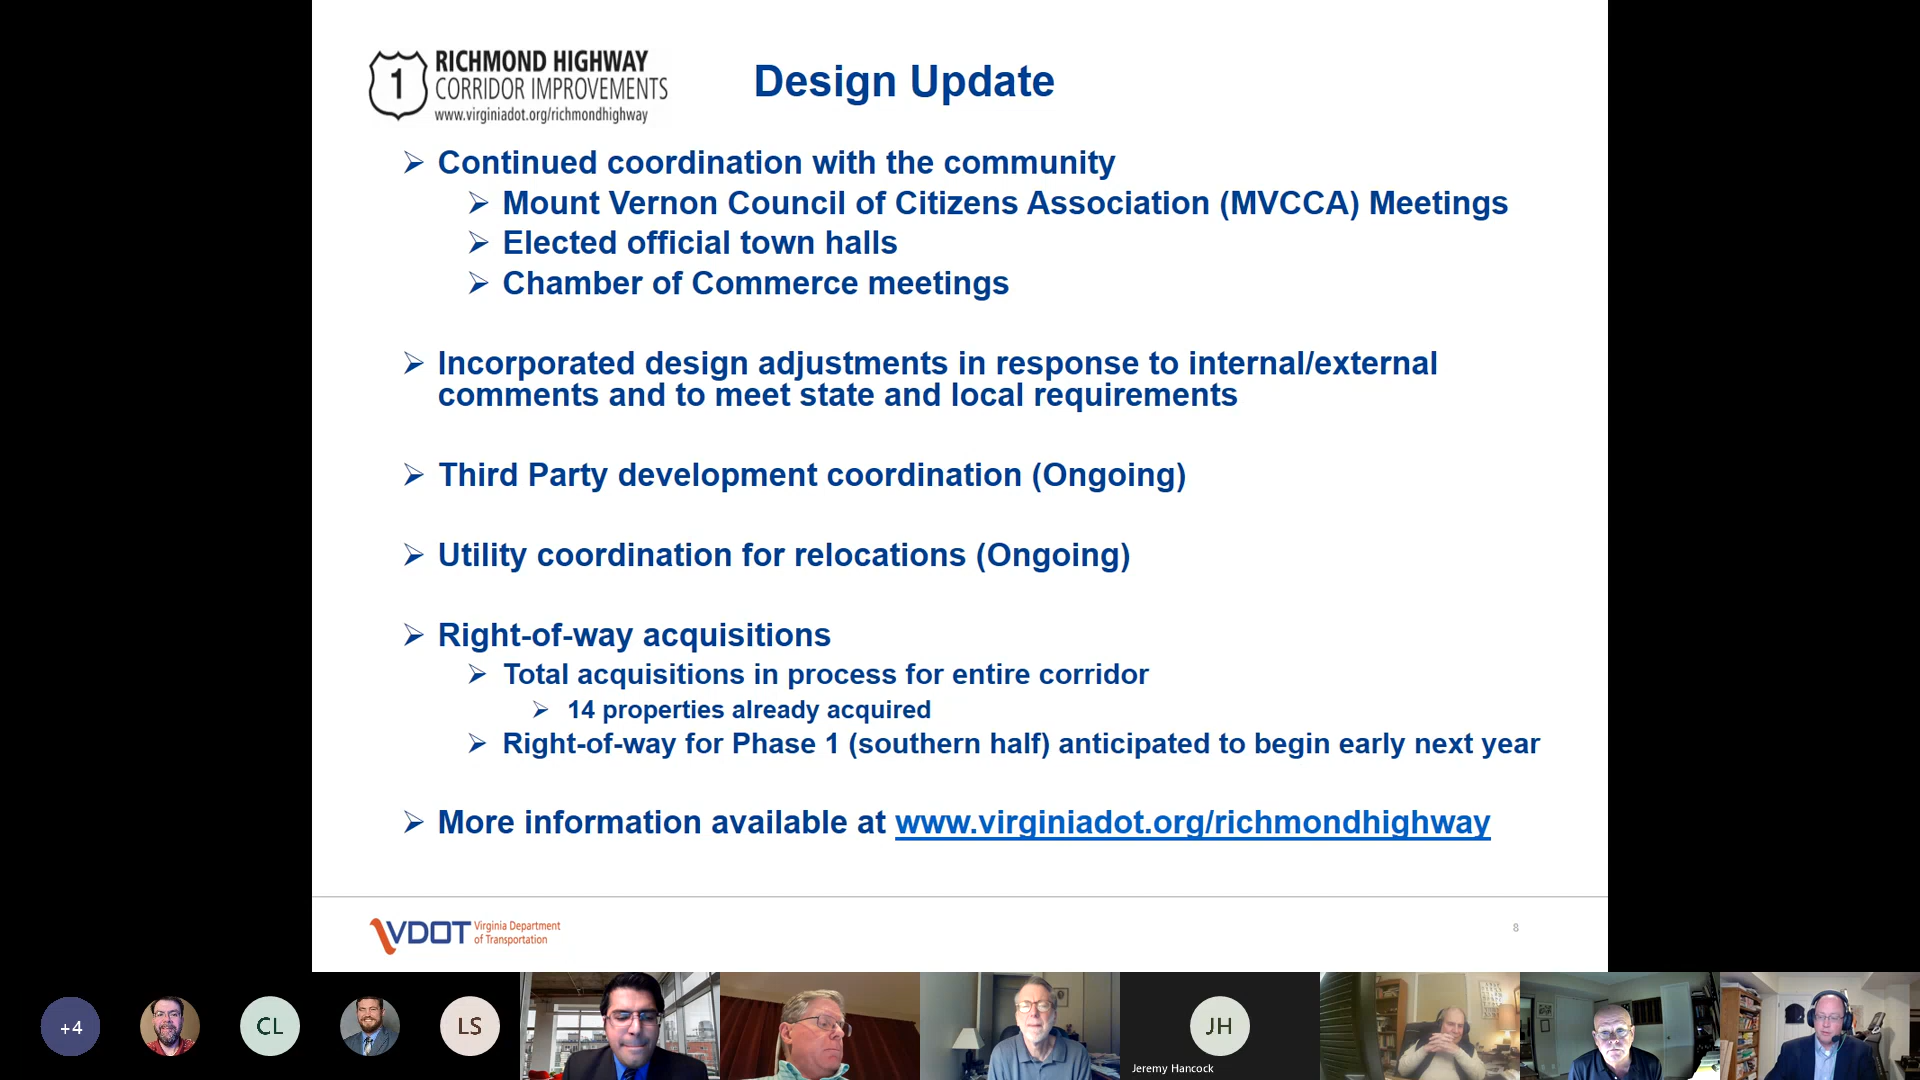 1
RICHMOND HIGHWAY
CORRIDOR IMPROVEMENTS
www.virginiadot.org/richmondhighway
Design Update
Continued coordination with the community
Mount Vernon Council of Citizens Association (MVCCA) Meetings
Elected official town halls
Chamber of Commerce meetings
Incorporated design adjustments in response to internal/external
comments and to meet state and local requirements
Third Party development coordination (Ongoing)
Utility coordination for relocations (Ongoing)
Right-of-way acquisitions
Total acquisitions in process for entire corridor
14 properties already acquired
Right-of-way for Phase 1 (southern half) anticipated to begin early next year
More information available at www.virginiadot.org/richmondhighway
VDOT Virginia Department
of Transportation
8
+4
CL
LS
JH
Jeremy Hancock